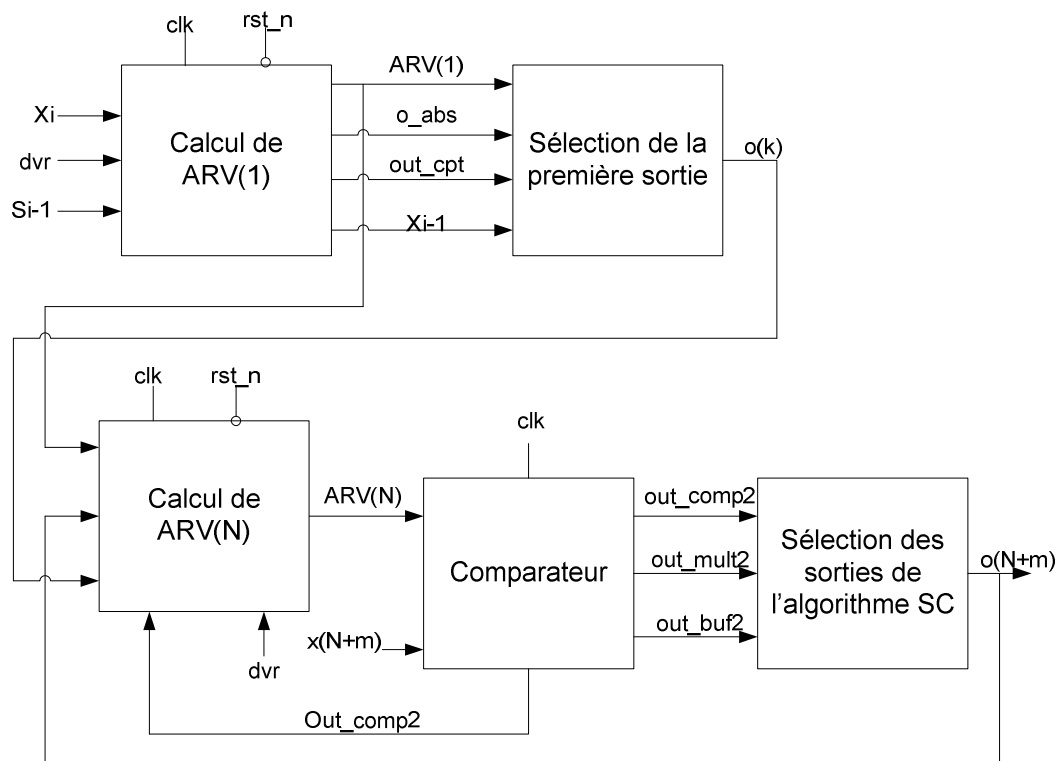 clk
rst_n
Xi
dvr
Si-1
Calcul de
ARV(1)
ARV(1)
o_abs
out_cpt
Xi-1
Sélection de la
première sortie
o(k)
clk
rst_n
Calcul de
ARV(N)
dvr
ARV(N)
x(N+m)
clk
Comparateur
Out_comp2
out_comp2
out_mult2
out_buf2
Sélection des
sorties de
l’algorithme SC
o(N+m)